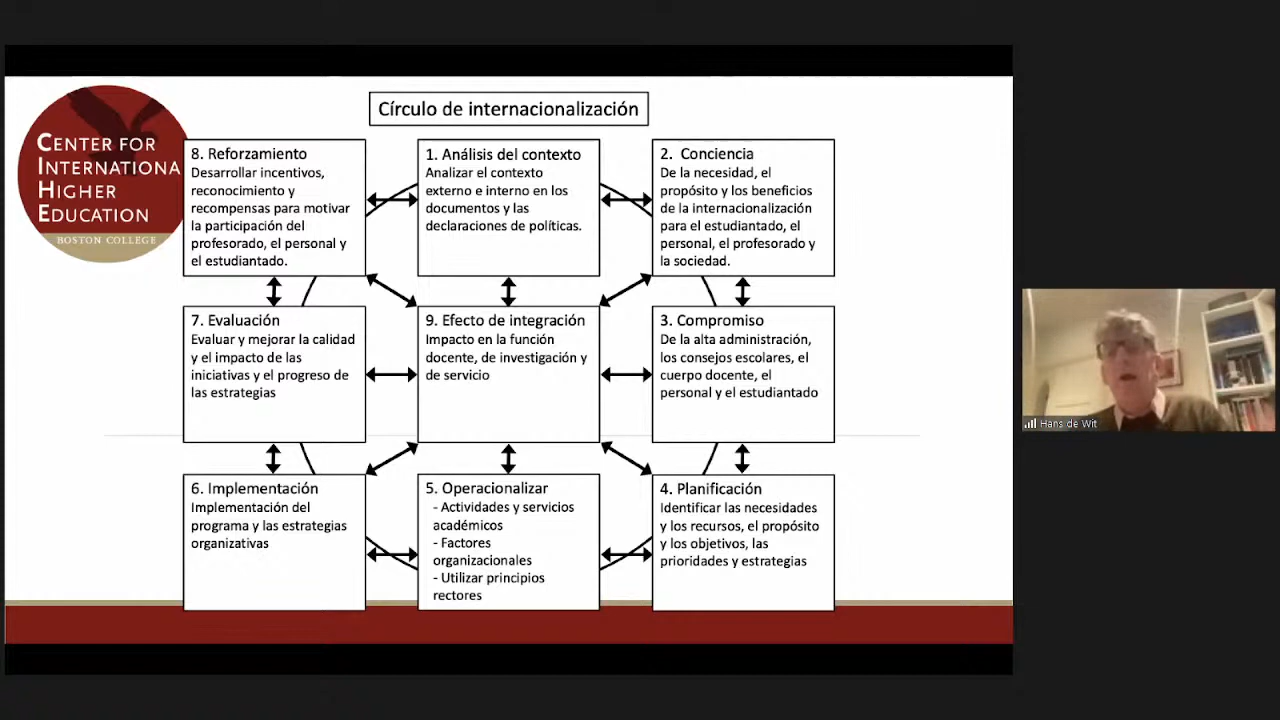 Círculo de internacionalización
CENTER FOR
INTERNATIONA
HIGHER
EDUCATION
BOSTON COLLEGE
8. Reforzamiento
Desarrollar incentivos,
reconocimiento y
recompensas para motivar
la participación del
profesorado, el personal y
el estudiantado.
1. Análisis del contexto
Analizar el contexto
externo e interno en los
documentos y las
declaraciones de políticas.
2. Conciencia
De la necesidad, el
propósito y los beneficios
de la internacionalización
para el estudiantado, el
personal, el profesorado y
la sociedad.
7. Evaluación
Evaluar y mejorar la calidad
y el impacto de las
iniciativas y el progreso de
las estrategias
9. Efecto de integración
Impacto en la función
docente, de investigación y
de servicio
3. Compromiso
De la alta administración,
los consejos escolares, el
cuerpo docente, el
personal y el estudiantado
6. Implementación
Implementación del
programa y las estrategias
organizativas
5. Operacionalizar
- Actividades y servicios
académicos
- Factores
organizacionales
- Utilizar principios
rectores
4. Planificación
Identificar las necesidades
y los recursos, el propósito
y los objetivos, las
prioridades y estrategias
Hans de Wit